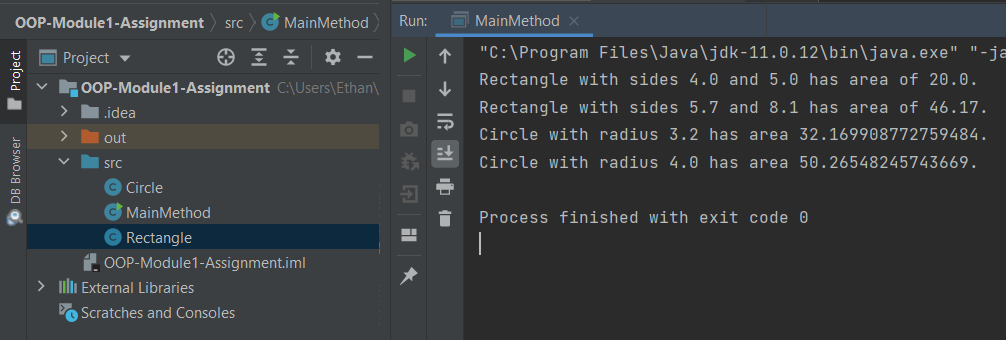 OOP-Module1-Assignment src MainMethod
Project
DB Browser
Project
OOP-Module1-Assignment C:\Users\Ethan\
.idea
out
src
Circle
MainMethod
Rectangle
OOP-Module1-Assignment.iml
External Libraries
Scratches and Consoles
Run: MainMethod
"C:\Program Files\Java\jdk-11.0.12\bin\java.exe" "-ja
Rectangle with sides 4.0 and 5.0 has area of 20.0.
Rectangle with sides 5.7 and 8.1 has area of 46.17.
Circle with radius 3.2 has area 32.169908772759484.
Circle with radius 4.0 has area 50.26548245743669.
Process finished with exit code 0